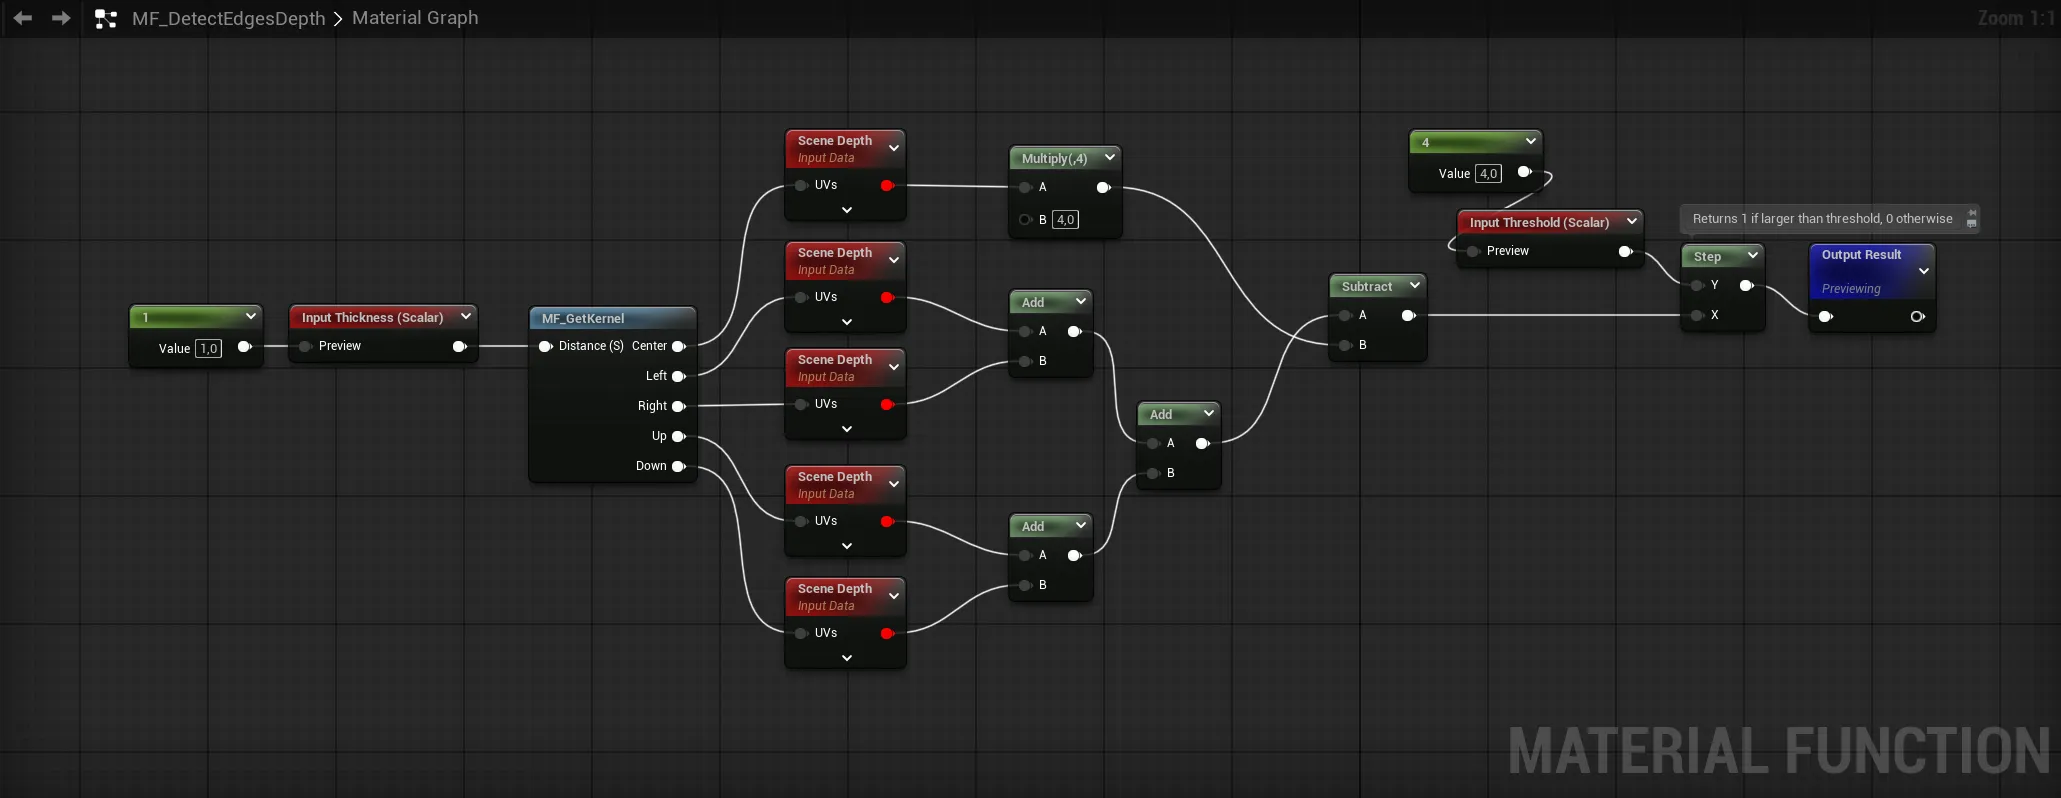 MF_DetectEdgesDepth > Material Graph
Zoom 1:1
1
Value 1,0
Input Thickness (Scalar)
Preview
MF_GetKernel
Distance (S) Center
Left
Right
Up
Down
Scene Depth
Input Data
UVs
Scene Depth
Input Data
UVs
Scene Depth
Input Data
UVs
Scene Depth
Input Data
UVs
Scene Depth
Input Data
UVs
Multiply(,4)
A
B 4,0
Add
A
B
Add
A
B
Add
A
B
Subtract
A
B
4
Value 4,0
Input Threshold (Scalar)
Preview
Returns 1 if larger than threshold, 0 otherwise
Step
Y
X
Output Result
Previewing
MATERIAL FUNCTION